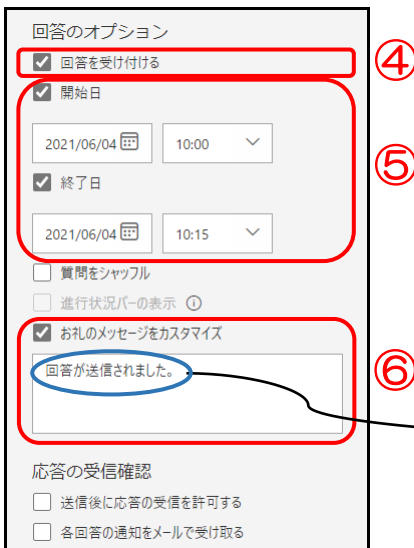 回答のオプション
回答を受け付ける
④
開始日
2021/06/04 10:00
⑤
終了日
2021/06/04 10:15
質問をシャッフル
進行状況バーの表示
お礼のメッセージをカスタマイズ
回答が送信されました。
⑥
応答の受信確認
送信後に応答の受信を許可する
各回答の通知をメールで受け取る